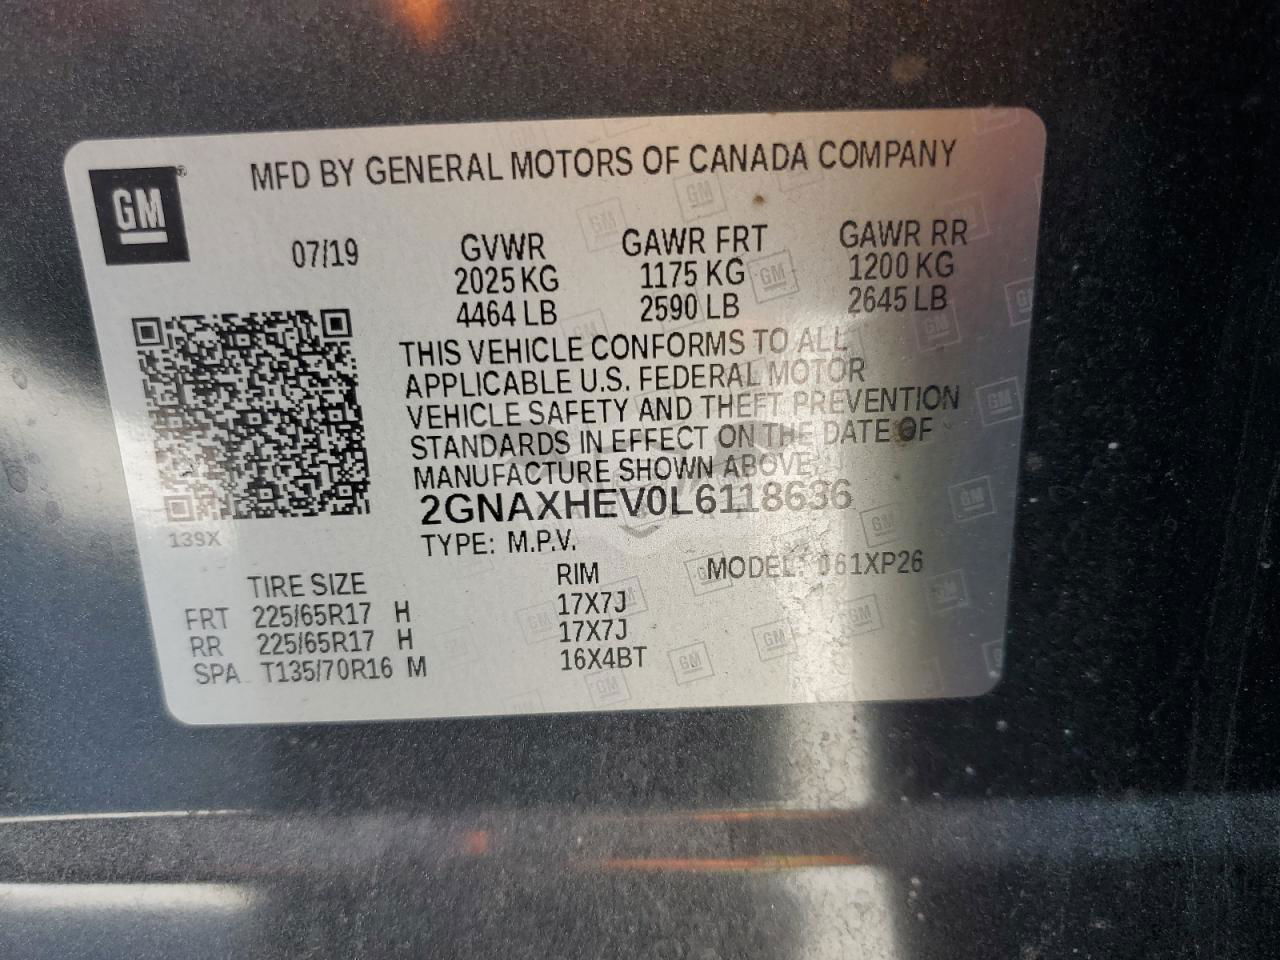 GM
MFD BY GENERAL MOTORS OF CANADA COMPANY
07/19
GVWR GAWR FRT GAWR RR
2025 KG 1175 KG 1200 KG
4464 LB 2590 LB 2645 LB
THIS VEHICLE CONFORMS TO ALL
APPLICABLE U.S. FEDERAL MOTOR
VEHICLE SAFETY AND THEFT PREVENTION
STANDARDS IN EFFECT ON THE DATE OF
MANUFACTURE SHOWN ABOVE.
2GNAXHEV0L6118636
139X
TYPE: M.P.V.
MODEL: 061XP26
TIRE SIZE RIM
FRT 225/65R17 H 17X7J
RR 225/65R17 H 17X7J
SPA T135/70R16 M 16X4BT